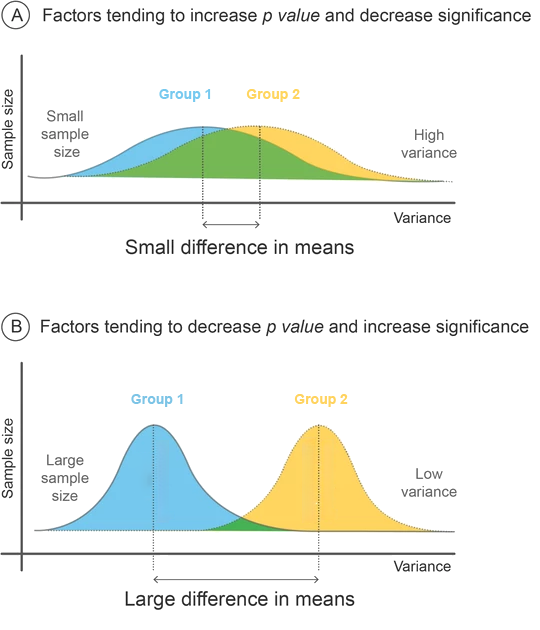 A Factors tending to increase p value and decrease significance
Sample size
Small
sample
size
Group 1
Group 2
High
variance
Variance
Small difference in means
B Factors tending to decrease p value and increase significance
Sample size
Large
sample
size
Group 1
Group 2
Low
variance
Variance
Large difference in means